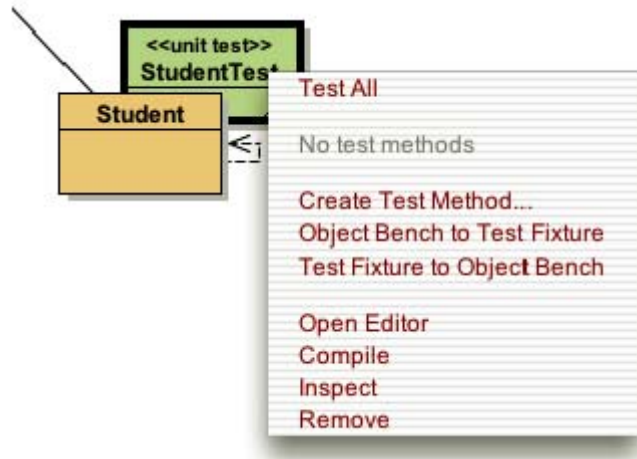 <<unit test>>
StudentTest
Student
Test All
No test methods
Create Test Method...
Object Bench to Test Fixture
Test Fixture to Object Bench
Open Editor
Compile
Inspect
Remove